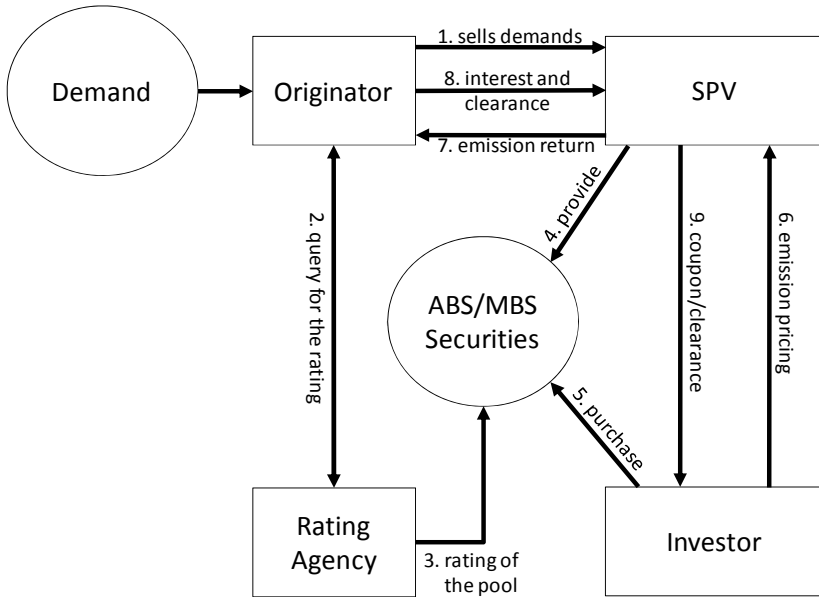 1. sells demands
Demand
Originator
SPV
8. interest and
clearance
7. emission return
2. query for the rating
4. provide
9. coupon/clearance
6. emission pricing
ABS/MBS
Securities
5. purchase
Rating
Agency
3. rating of
the pool
Investor